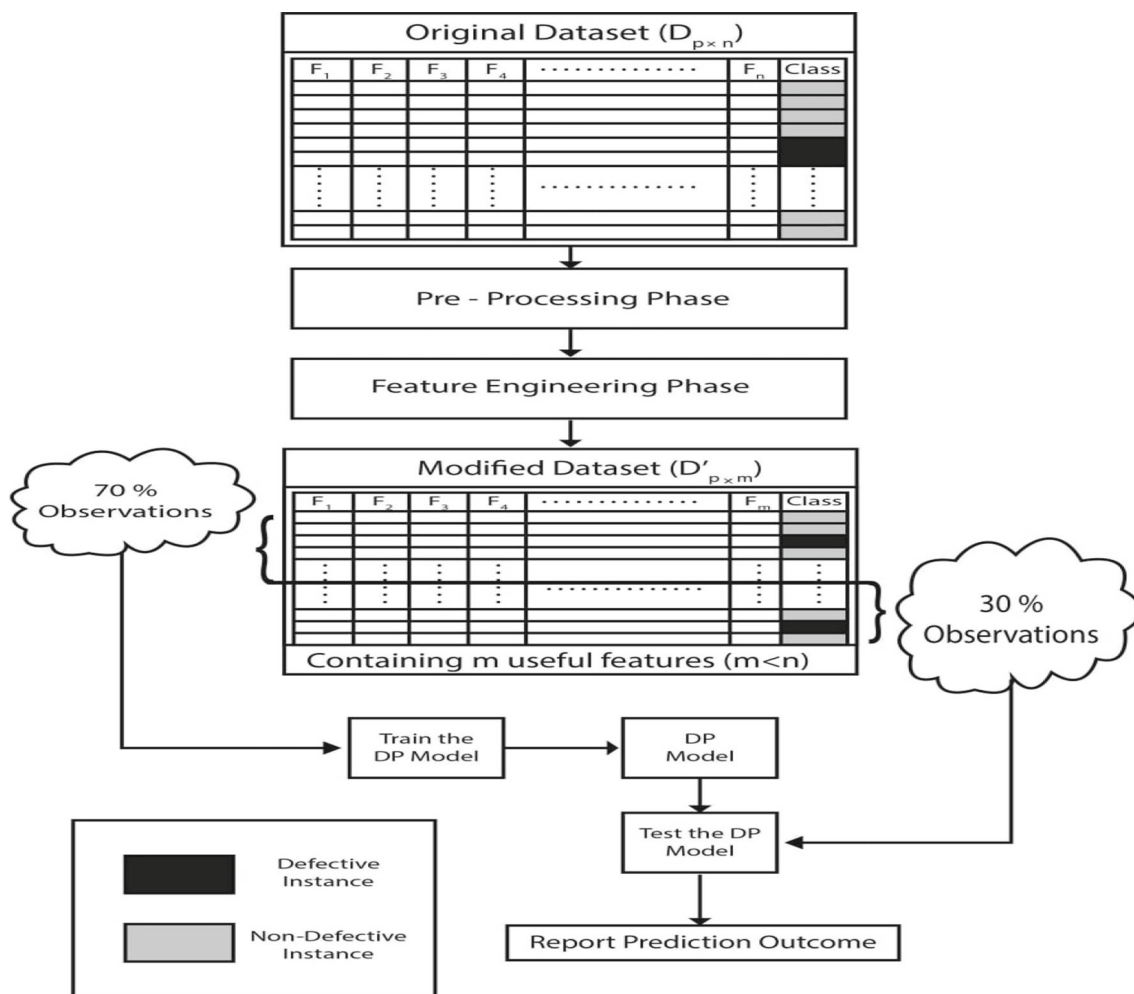 Original Dataset (D p × n)
F1 F2 F3 F4 .............. Fn Class
Pre - Processing Phase
Feature Engineering Phase
Modified Dataset (D' p × m)
F1 F2 F3 F4 .............. Fm Class
Containing m useful features (m<n)
70 %
Observations
30 %
Observations
Train the
DP Model
DP
Model
Test the DP
Model
Report Prediction Outcome
Defective
Instance
Non-Defective
Instance